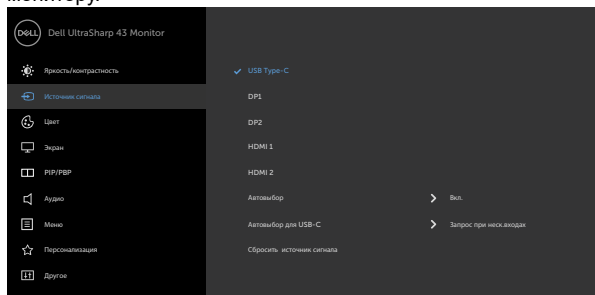 монитору.
DELL Dell UltraSharp 43 Monitor
Яркость/контрастность
USB Type-C
Источник сигнала
DP1
Цвет
DP2
Экран
HDMI 1
PIP/PBP
HDMI 2
Аудио
Автовыбор
Вкл.
Меню
Автовыбор для USB-C
Запрос при неск.входах
Персонализация
Сбросить источник сигнала
Другое